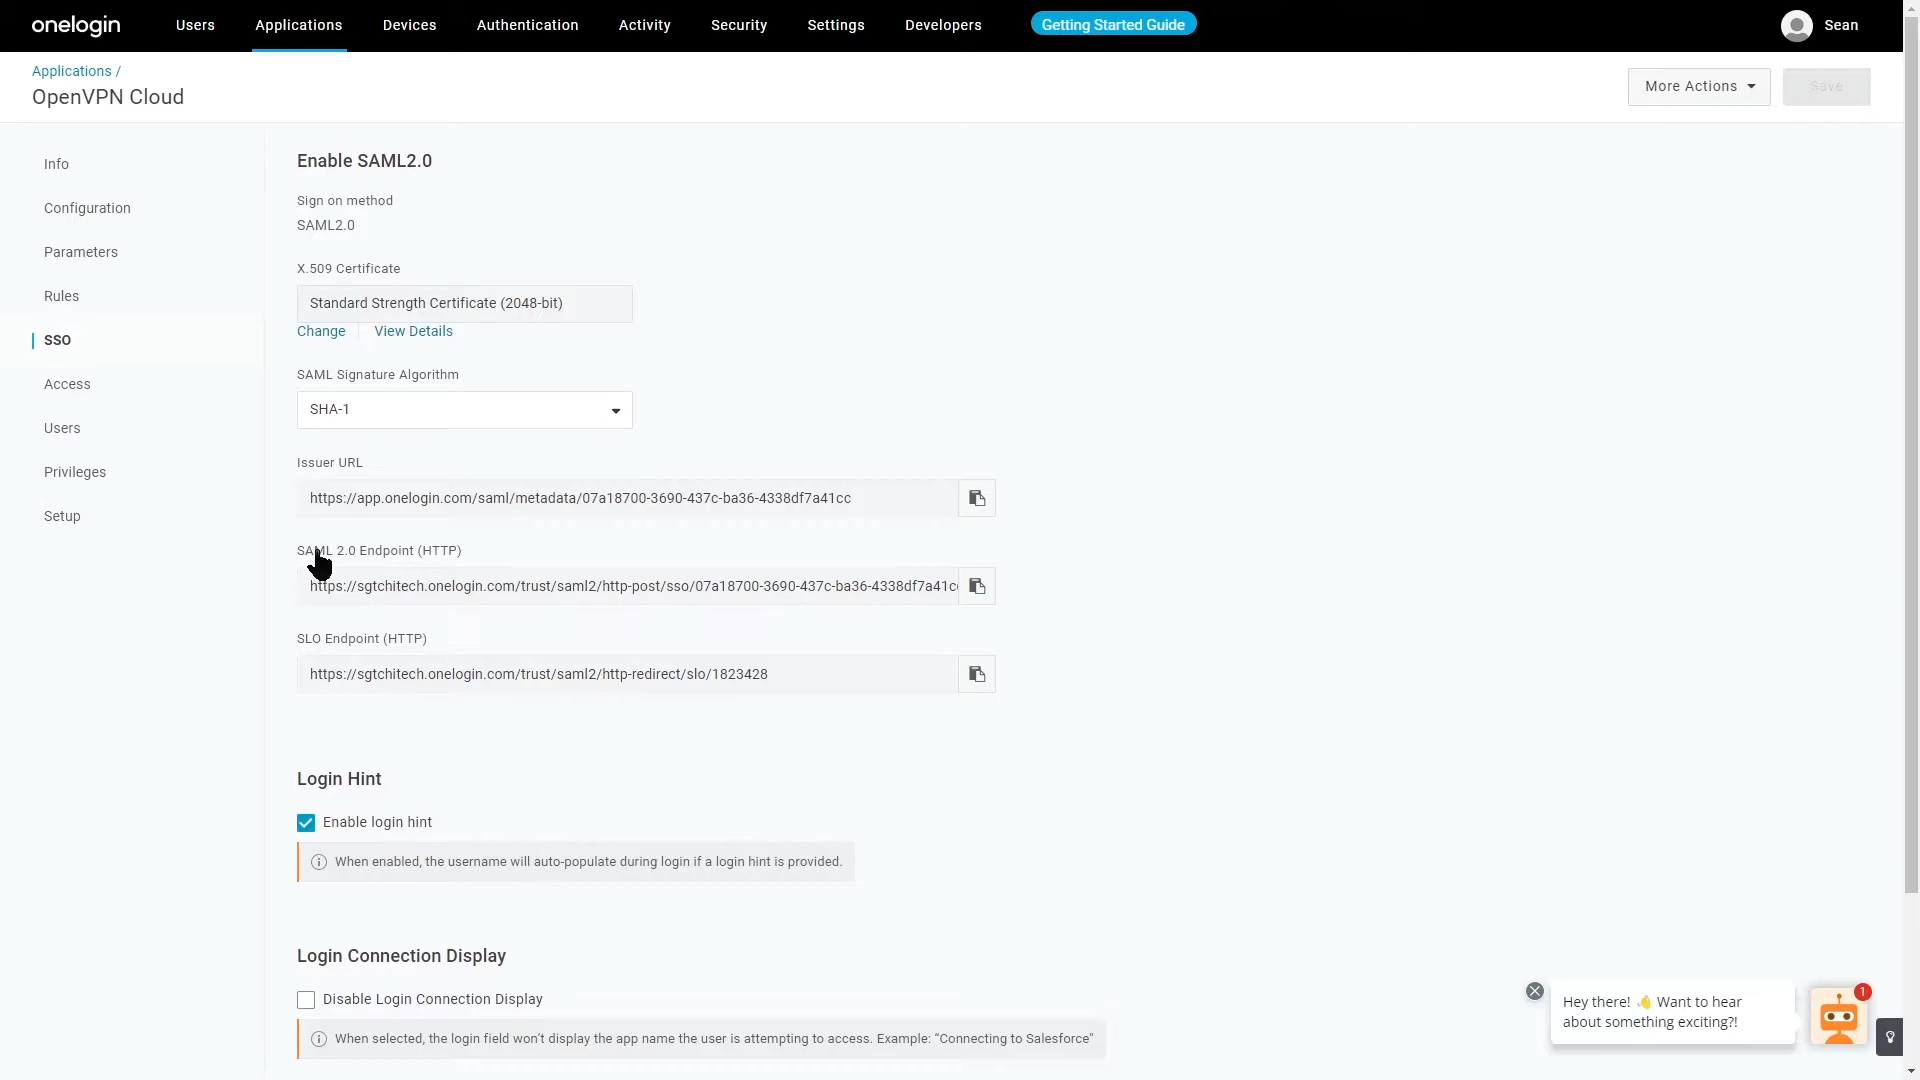 onelogin
Users
Applications
Devices
Authentication
Activity
Security
Settings
Developers
Getting Started Guide
Sean
Applications /
OpenVPN Cloud
More Actions
Save
Info
Configuration
Parameters
Rules
SSO
Access
Users
Privileges
Setup
Enable SAML2.0
Sign on method
SAML2.0
X.509 Certificate
Standard Strength Certificate (2048-bit)
Change
View Details
SAML Signature Algorithm
SHA-1
Issuer URL
https://app.onelogin.com/saml/metadata/07a18700-3690-437c-ba36-4338df7a41cc
SAML 2.0 Endpoint (HTTP)
https://sgtchitech.onelogin.com/trust/saml2/http-post/sso/07a18700-3690-437c-ba36-4338df7a41c
SLO Endpoint (HTTP)
https://sgtchitech.onelogin.com/trust/saml2/http-redirect/slo/1823428
Login Hint
Enable login hint
When enabled, the username will auto-populate during login if a login hint is provided.
Login Connection Display
Disable Login Connection Display
When selected, the login field won’t display the app name the user is attempting to access. Example: “Connecting to Salesforce"
Hey there! 👋 Want to hear
about something exciting?!
1